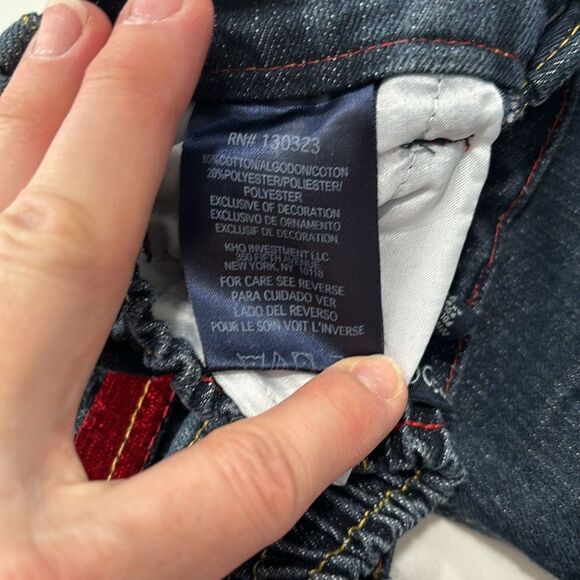 RN# 130323
80%COTTON/ALGODON/COTON
20%POLYESTER/POLIESTER/
POLYESTER
EXCLUSIVE OF DECORATION
EXCLUSIVO DE ORNAMENTO
EXCLUSIF DE DECORATION
KHQ INVESTMENT LLC
350 FIFTH AVENUE
NEW YORK, NY 10118
FOR CARE SEE REVERSE
PARA CUIDADO VER
LADO DEL REVERSO
POUR LE SOIN VOIT L'INVERSE